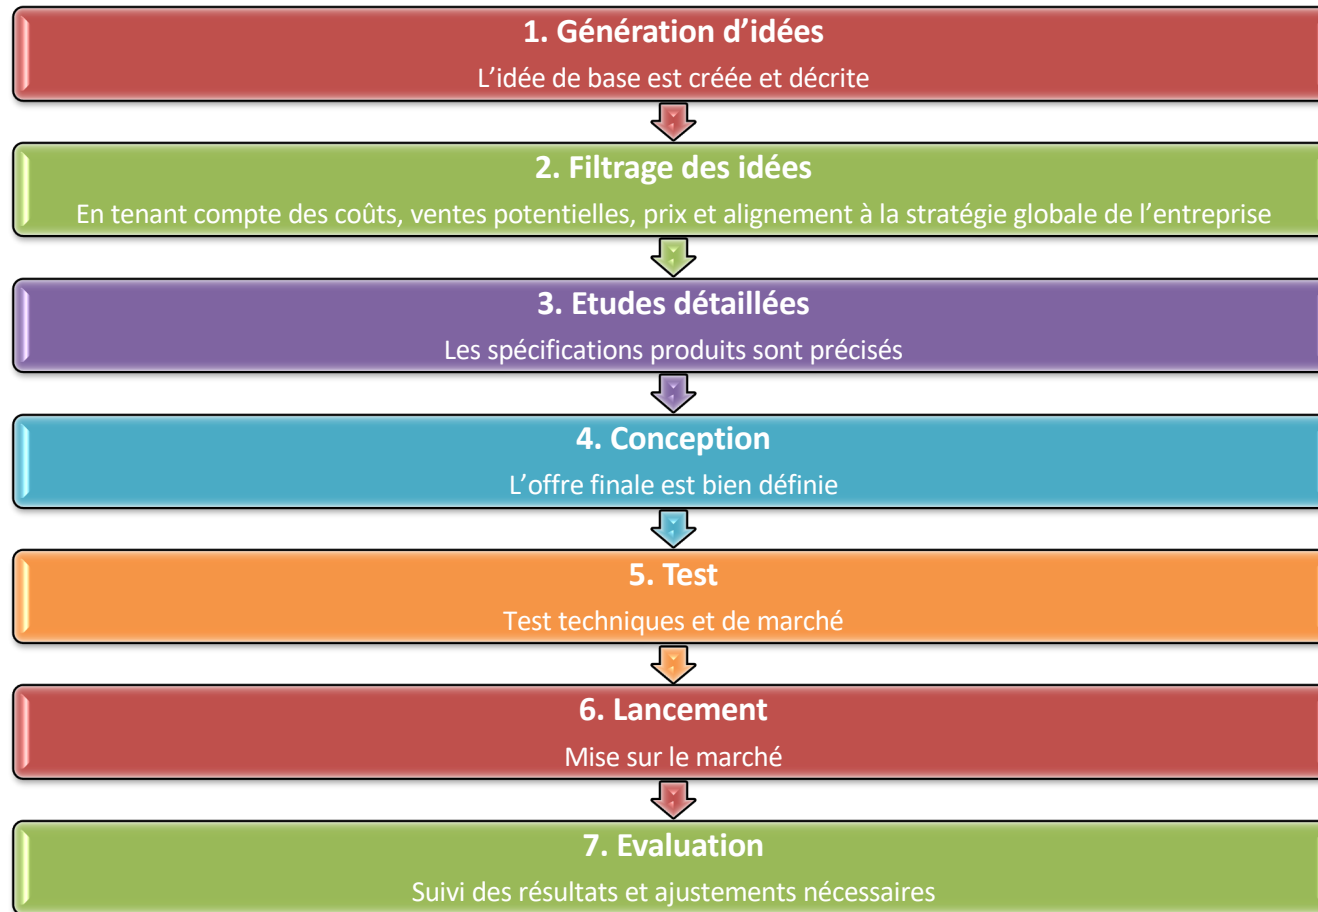 1. Génération d’idées
L’idée de base est créée et décrite
2. Filtrage des idées
En tenant compte des coûts, ventes potentielles, prix et alignement à la stratégie globale de l’entreprise
3. Etudes détaillées
Les spécifications produits sont précisés
4. Conception
L’offre finale est bien définie
5. Test
Test techniques et de marché
6. Lancement
Mise sur le marché
7. Evaluation
Suivi des résultats et ajustements nécessaires